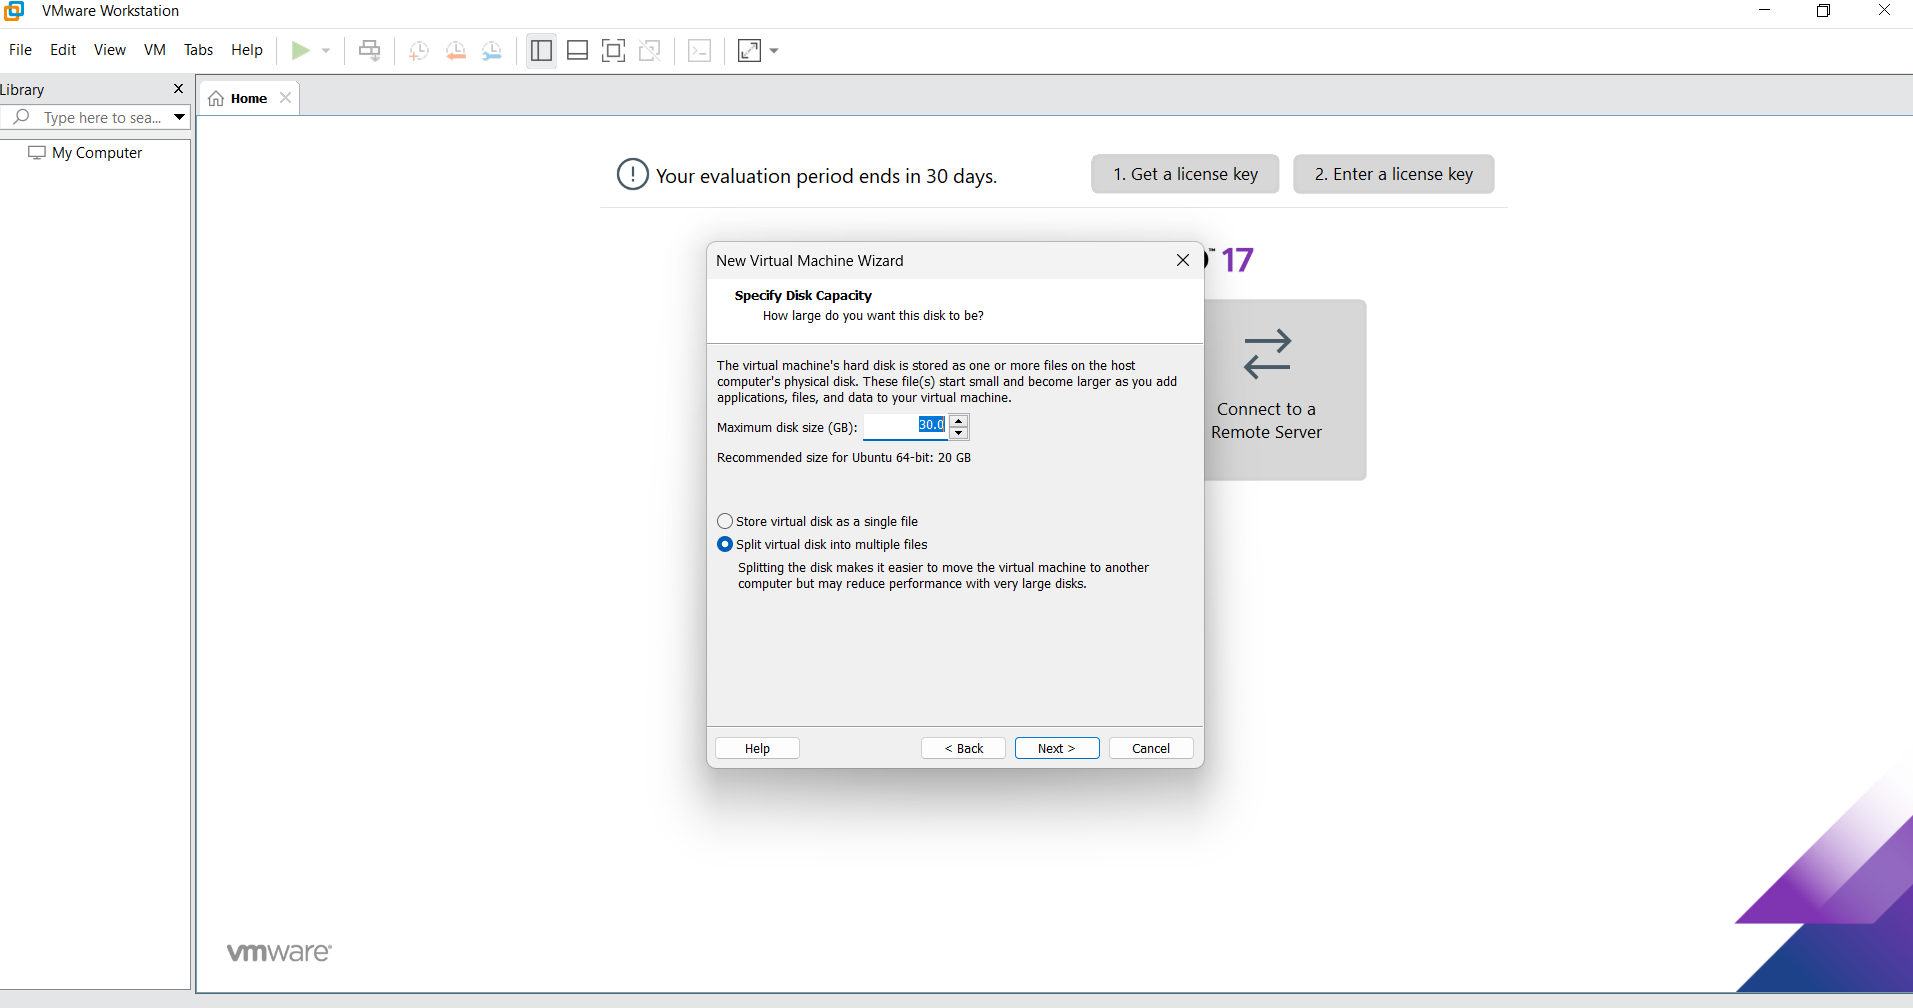 VMware Workstation
File Edit View VM Tabs Help
Library
Type here to sea...
My Computer
Home
Your evaluation period ends in 30 days.
1. Get a license key
2. Enter a license key
™ 17
New Virtual Machine Wizard
Specify Disk Capacity
How large do you want this disk to be?
The virtual machine's hard disk is stored as one or more files on the host
computer's physical disk. These file(s) start small and become larger as you add
applications, files, and data to your virtual machine.
Maximum disk size (GB): 30.0
Recommended size for Ubuntu 64-bit: 20 GB
Store virtual disk as a single file
Split virtual disk into multiple files
Splitting the disk makes it easier to move the virtual machine to another
computer but may reduce performance with very large disks.
Help
< Back
Next >
Cancel
Connect to a
Remote Server
vmware®